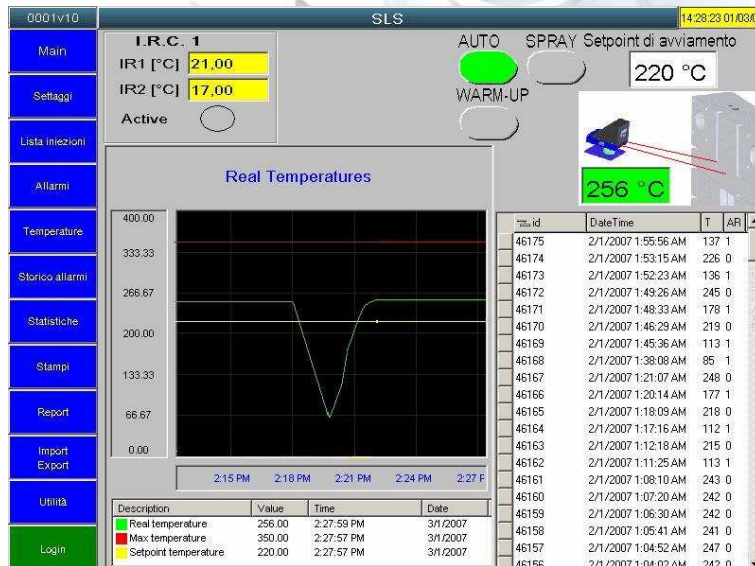 0001v10
SLS
14:28:23 01/03/0
Main
Settaggi
Lista iniezioni
Allarmi
Temperature
Storico allarmi
Statistiche
Stampi
Report
Import
Export
Utilità
Login
I.R.C. 1
IR1 [°C] 21,00
IR2 [°C] 17,00
Active
AUTO
SPRAY
WARM-UP
Setpoint di avviamento
220 °C
256 °C
Real Temperatures
400.00
333.33
266.67
200.00
133.33
66.67
0.00
2:15 PM 2:18 PM 2:21 PM 2:24 PM 2:27 F
Description Value Time Date
Real temperature 256.00 2:27:59 PM 3/1/2007
Max temperature 350.00 2:27:57 PM 3/1/2007
Setpoint temperature 220.00 2:27:57 PM 3/1/2007
id DateTime T AR
46175 2/1/2007 1:55:56 AM 137 1
46174 2/1/2007 1:53:15 AM 226 0
46173 2/1/2007 1:52:23 AM 136 1
46172 2/1/2007 1:49:26 AM 245 0
46171 2/1/2007 1:48:33 AM 178 1
46170 2/1/2007 1:46:29 AM 219 0
46169 2/1/2007 1:45:36 AM 113 1
46168 2/1/2007 1:38:08 AM 85 1
46167 2/1/2007 1:21:07 AM 248 0
46166 2/1/2007 1:20:14 AM 177 1
46165 2/1/2007 1:18:09 AM 218 0
46164 2/1/2007 1:17:16 AM 112 1
46163 2/1/2007 1:12:18 AM 215 0
46162 2/1/2007 1:11:25 AM 113 1
46161 2/1/2007 1:08:10 AM 243 0
46160 2/1/2007 1:07:20 AM 242 0
46159 2/1/2007 1:06:30 AM 242 0
46158 2/1/2007 1:05:41 AM 241 0
46157 2/1/2007 1:04:52 AM 247 0
46156 2/1/2007 1:04:02 AM 242 0